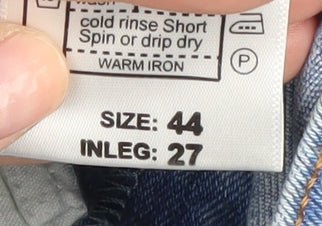 cold rinse Short
Spin or drip dry
WARM IRON
P
SIZE: 44
INLEG: 27